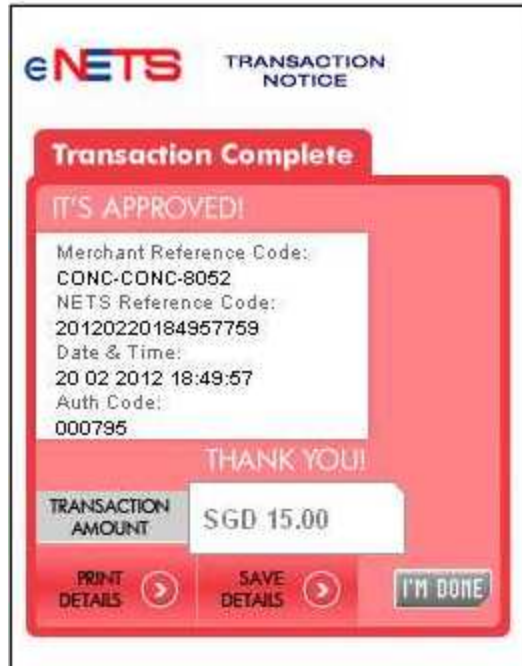 eNETS
TRANSACTION
NOTICE
Transaction Complete
IT'S APPROVED!
Merchant Reference Code:
CONC-CONC-8052
NETS Reference Code:
20120220184957759
Date & Time:
20 02 2012 18:49:57
Auth Code:
000795
THANK YOU!
TRANSACTION
AMOUNT
SGD 15.00
PRINT
DETAILS
SAVE
DETAILS
I'M DONE